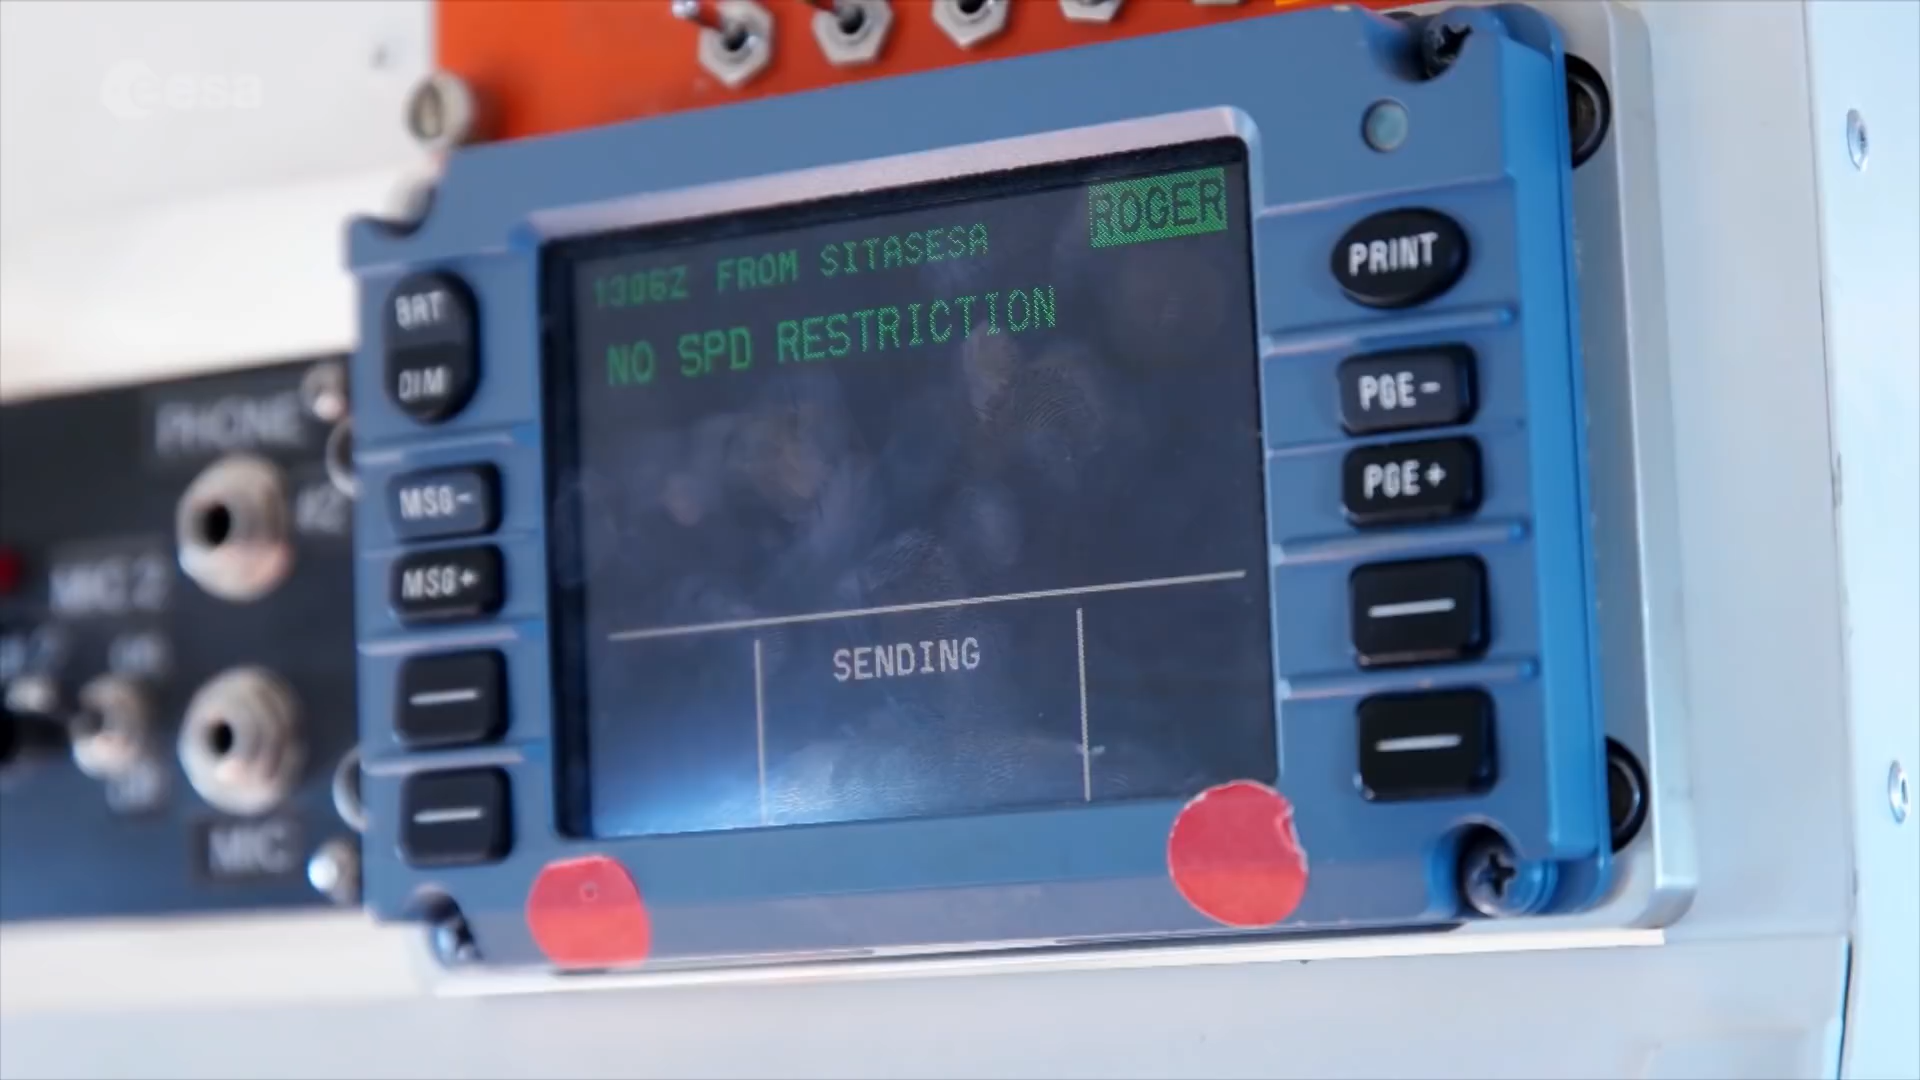 esa
ROGER
1306Z FROM SITASESA
NO SPD RESTRICTION
SENDING
BRT
DIM
MSG-
MSG+
PRINT
PGE-
PGE+
PHONE
MIC 2
MIC